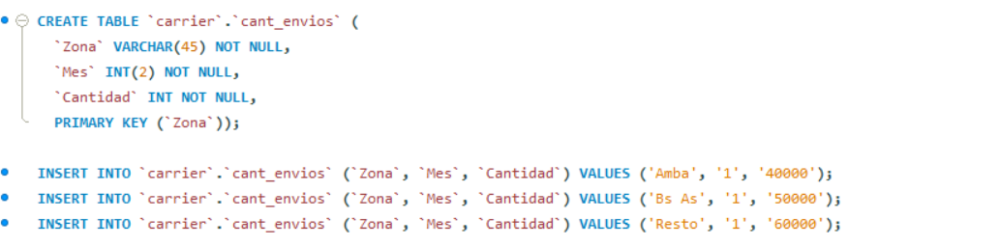 CREATE TABLE `carrier`.`cant_envios` (
`Zona` VARCHAR(45) NOT NULL,
`Mes` INT(2) NOT NULL,
`Cantidad` INT NOT NULL,
PRIMARY KEY (`Zona`));
INSERT INTO `carrier`.`cant_envios` (`Zona`, `Mes`, `Cantidad`) VALUES ('Amba', '1', '40000');
INSERT INTO `carrier`.`cant_envios` (`Zona`, `Mes`, `Cantidad`) VALUES ('Bs As', '1', '50000');
INSERT INTO `carrier`.`cant_envios` (`Zona`, `Mes`, `Cantidad`) VALUES ('Resto', '1', '60000');